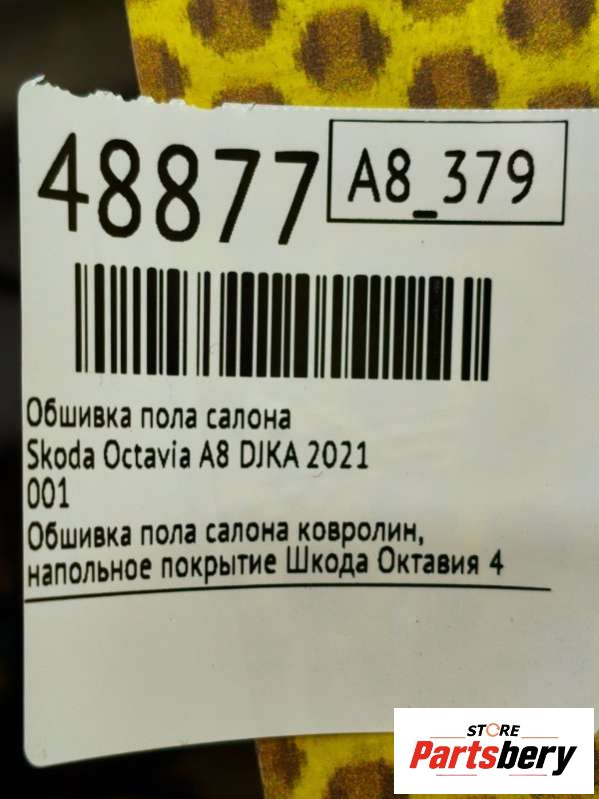 48877
A8_379
Обшивка пола салона
Skoda Octavia A8 DJKA 2021
001
Обшивка пола салона ковролин,
напольное покрытие Шкода Октавия 4
STORE
Partsbery